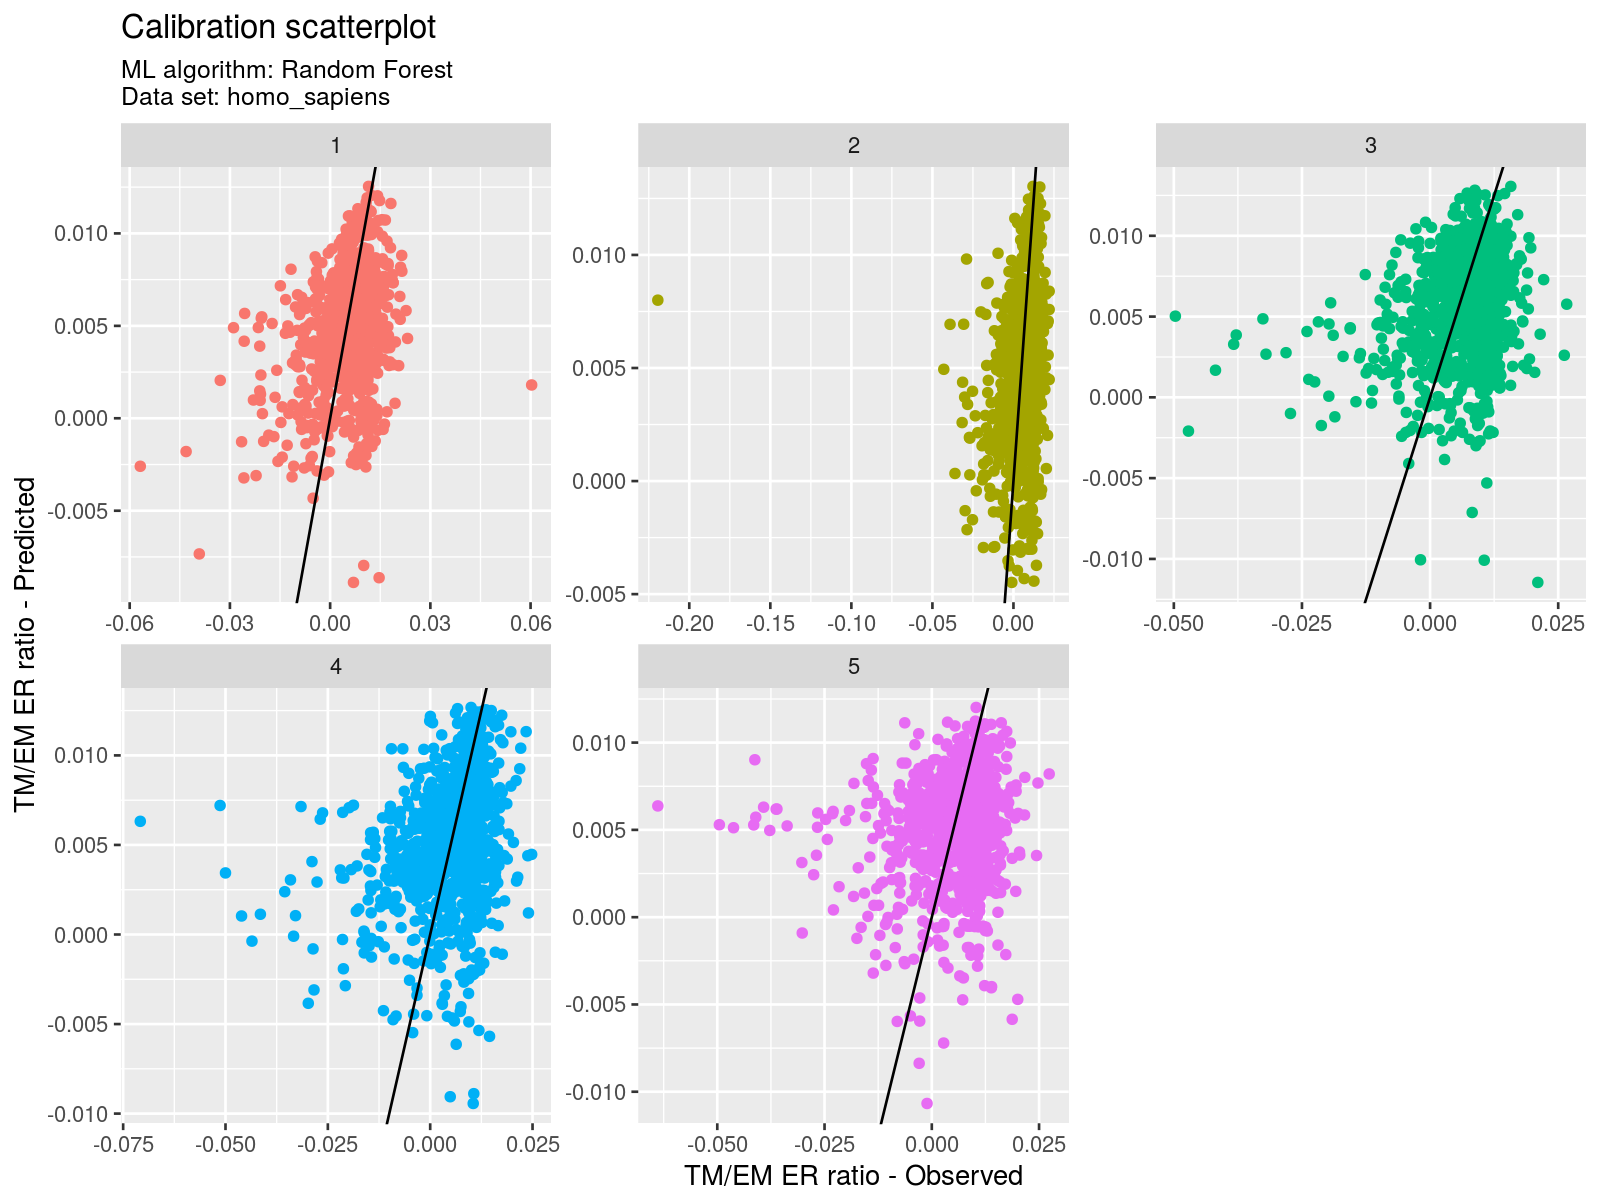 Calibration scatterplot
ML algorithm: Random Forest
Data set: homo_sapiens
1
2
3
0.010
0.005
0.000
-0.005
0.010
0.005
0.000
-0.005
0.010
0.005
0.000
-0.005
-0.010
-0.06 -0.03 0.00 0.03 0.06
-0.20 -0.15 -0.10 -0.05 0.00
-0.050 -0.025 0.000 0.025
TM/EM ER ratio - Predicted
4
5
0.010
0.005
0.000
-0.005
-0.010
0.010
0.005
0.000
-0.005
-0.010
-0.075 -0.050 -0.025 0.000 0.025
-0.050 -0.025 0.000 0.025
TM/EM ER ratio - Observed